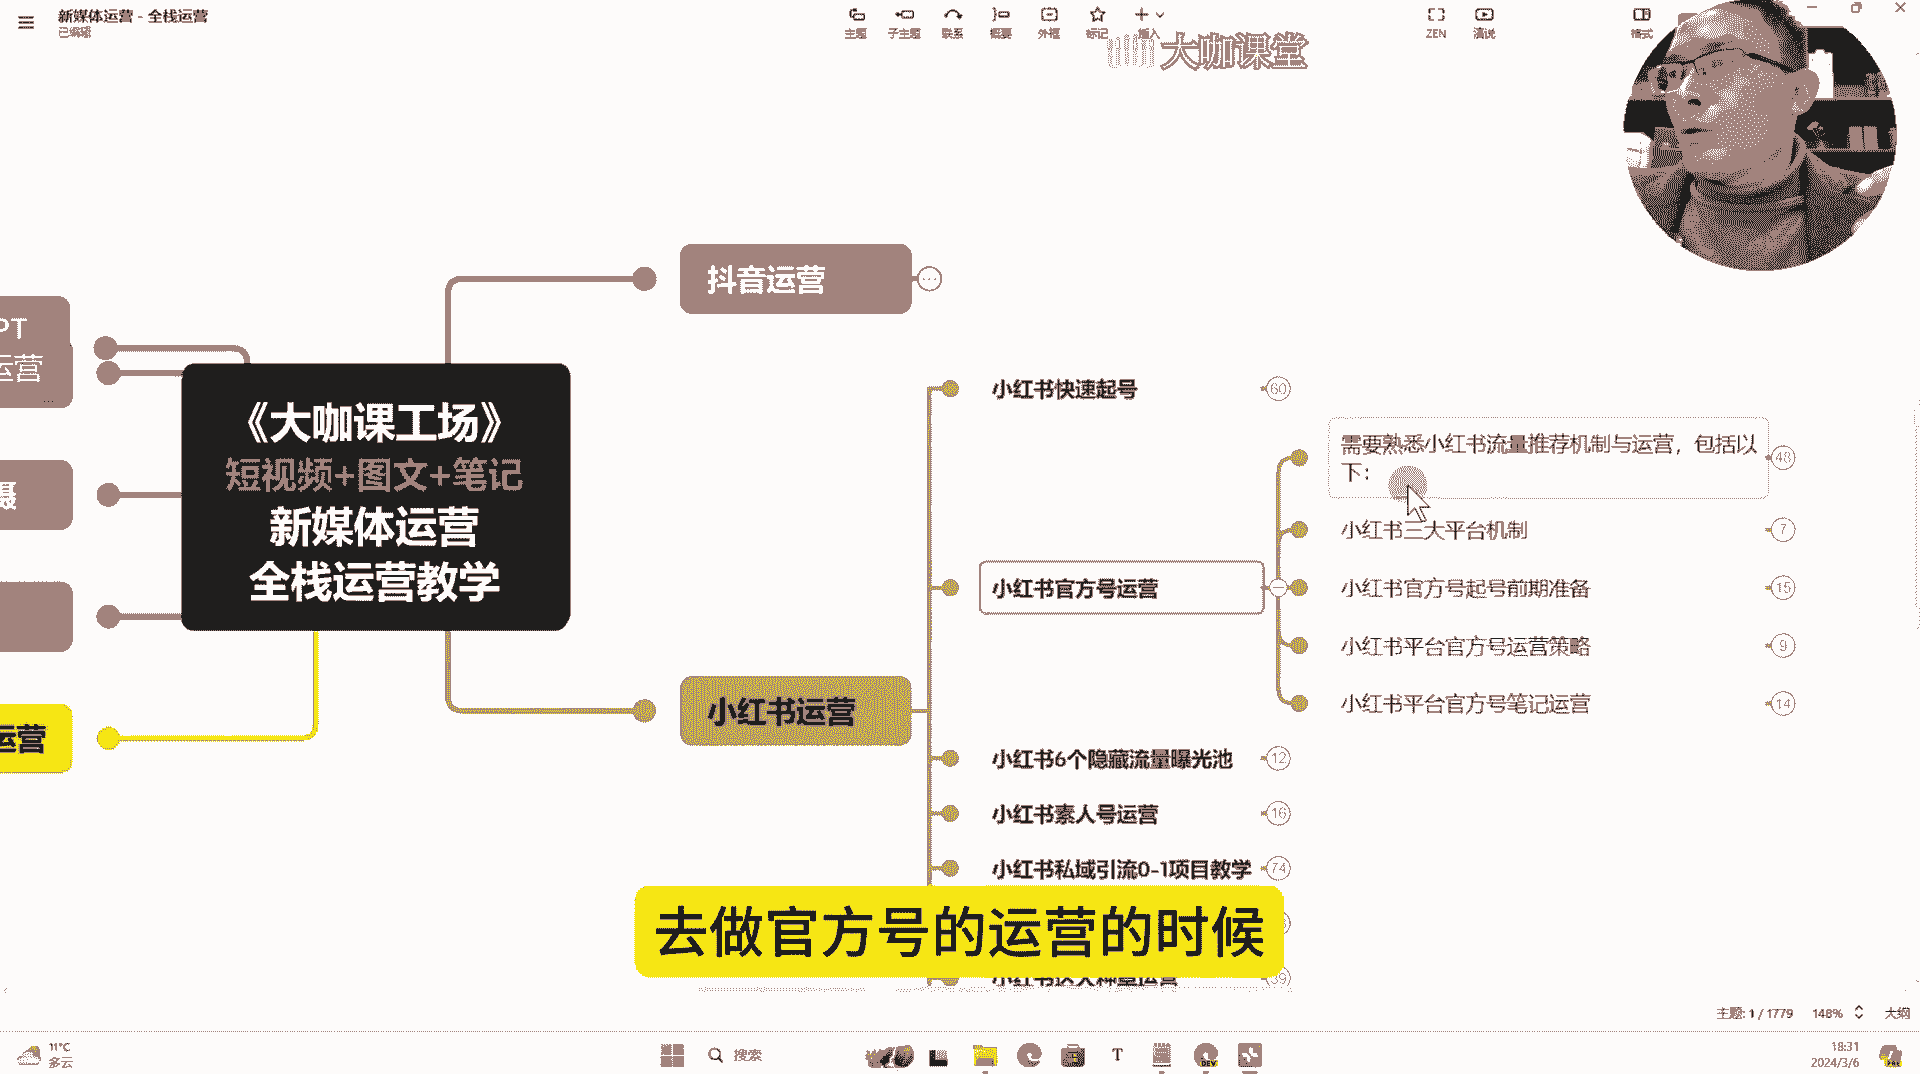 新媒体运营 - 全栈运营
已编辑
主题
子主题
联系
概要
外框
标记
插入
ZEN
演说
格式
大咖课堂
抖音运营
PT
运营
摄
运营
《大咖课工场》
短视频+图文+笔记
新媒体运营
全栈运营教学
小红书运营
小红书快速起号
60
小红书官方号运营
需要熟悉小红书流量推荐机制与运营，包括以
下：
48
小红书三大平台机制
7
小红书官方号起号前期准备
15
小红书平台官方号运营策略
9
小红书平台官方号笔记运营
14
小红书6个隐藏流量曝光池
12
小红书素人号运营
16
小红书私域引流0-1项目教学
74
去做官方号的运营的时候
小红书达人种草运营
39
主题: 1 / 1779
148%
大纲
11°C
多云
搜索
T
DEV
18:31
2024/3/6